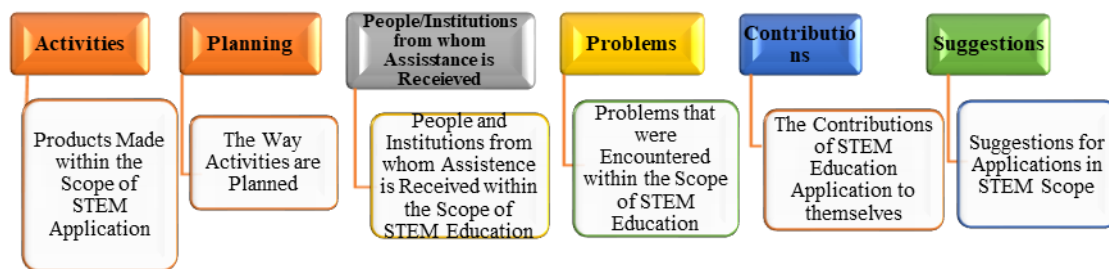 Activities
Products Made
within the
Scope of
STEM
Application
Planning
The Way
Activities are
Planned
People/Institutions
from whom
Assisstance is
Receieved
People and
Institutions from
whom Assistence
is Received within
the Scope of
STEM Education
Problems
Problems that
were
Encountered
within the Scope
of STEM
Education
Contributio
ns
The Contributions
of STEM
Education
Application to
themselves
Suggestions
Suggestions for
Applications in
STEM Scope